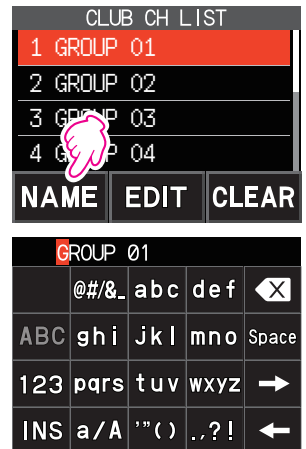 CLUB CH LIST
1 GROUP 01
2 GROUP 02
3 GROUP 03
4 GROUP 04
NAME EDIT CLEAR
GROUP 01
@#/&_ abc def
ABC ghi jkl mno Space
123 pqrs tuv wxyz →
INS a/A '"() .,?! ←